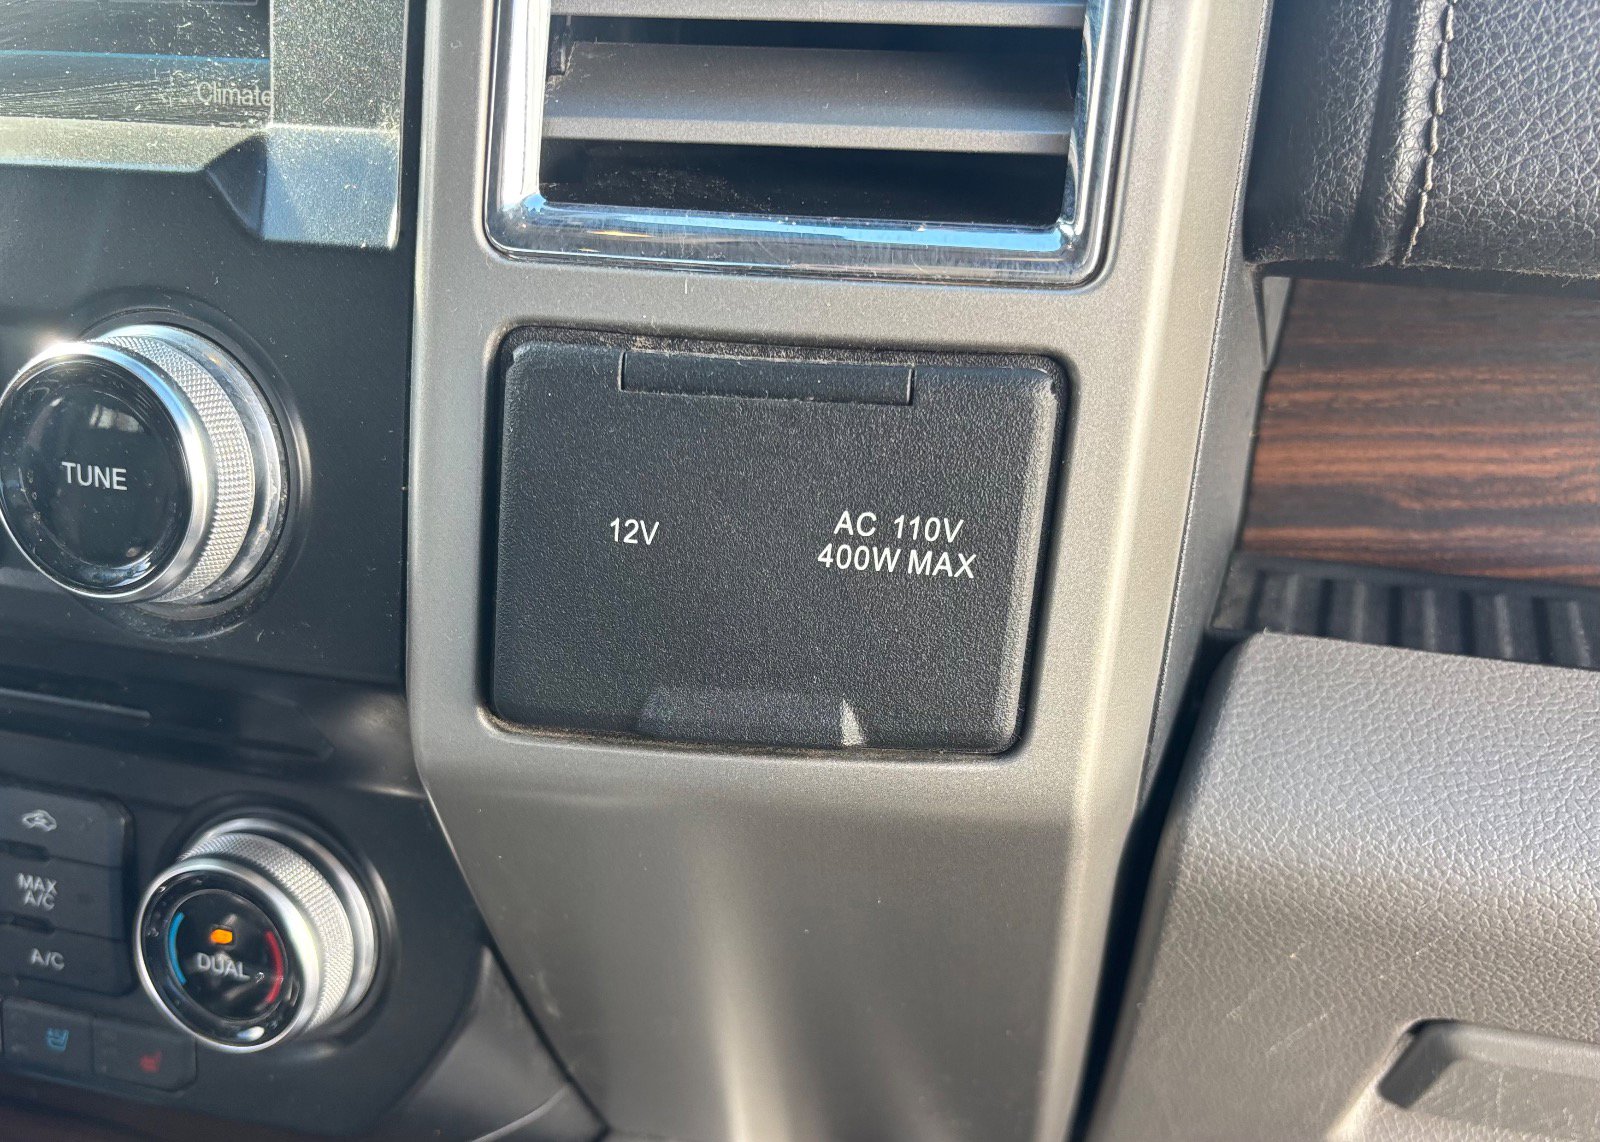 Climate
TUNE
12V
AC 110V
400W MAX
MAX
A/C
A/C
DUAL